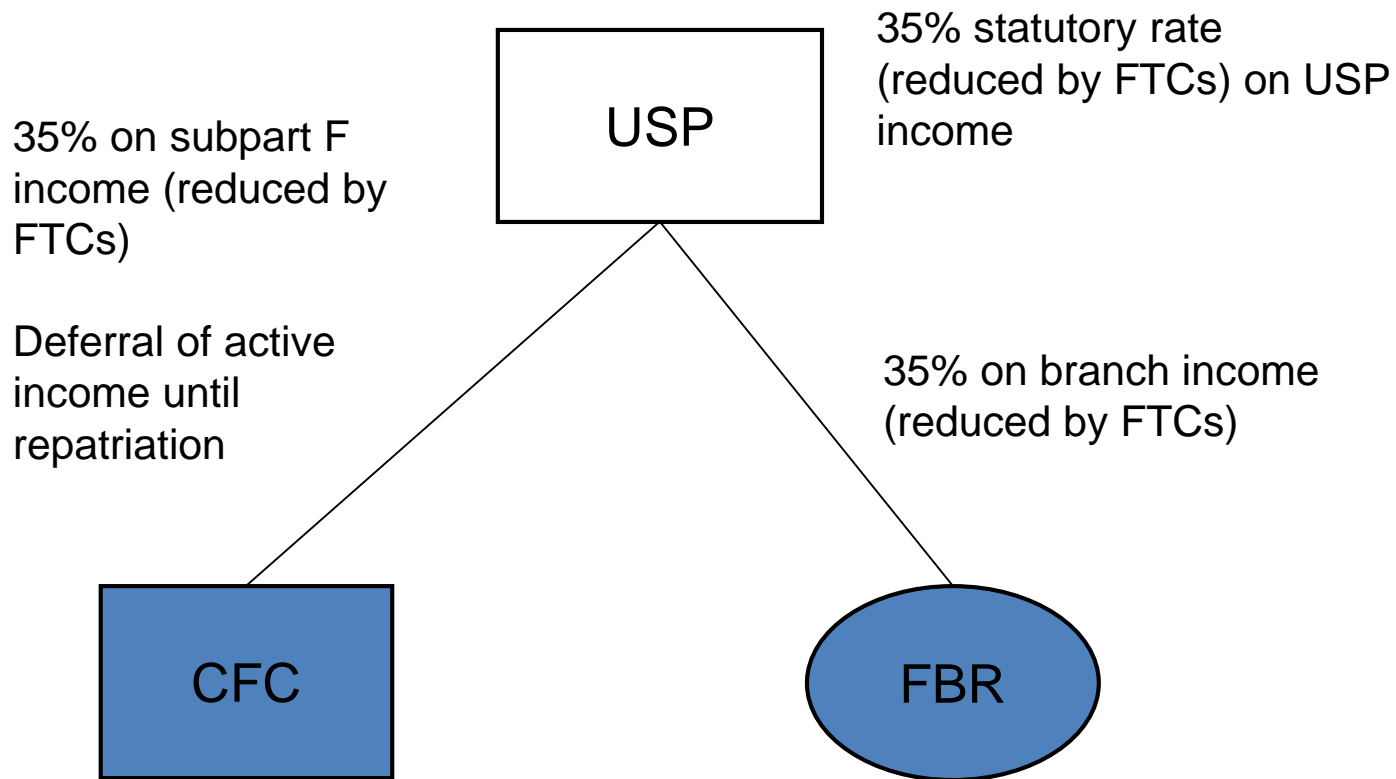 35% statutory rate
(reduced by FTCs) on USP
income
USP
35% on subpart F
income (reduced by
FTCs)
Deferral of active
income until
repatriation
35% on branch income
(reduced by FTCs)
CFC
FBR